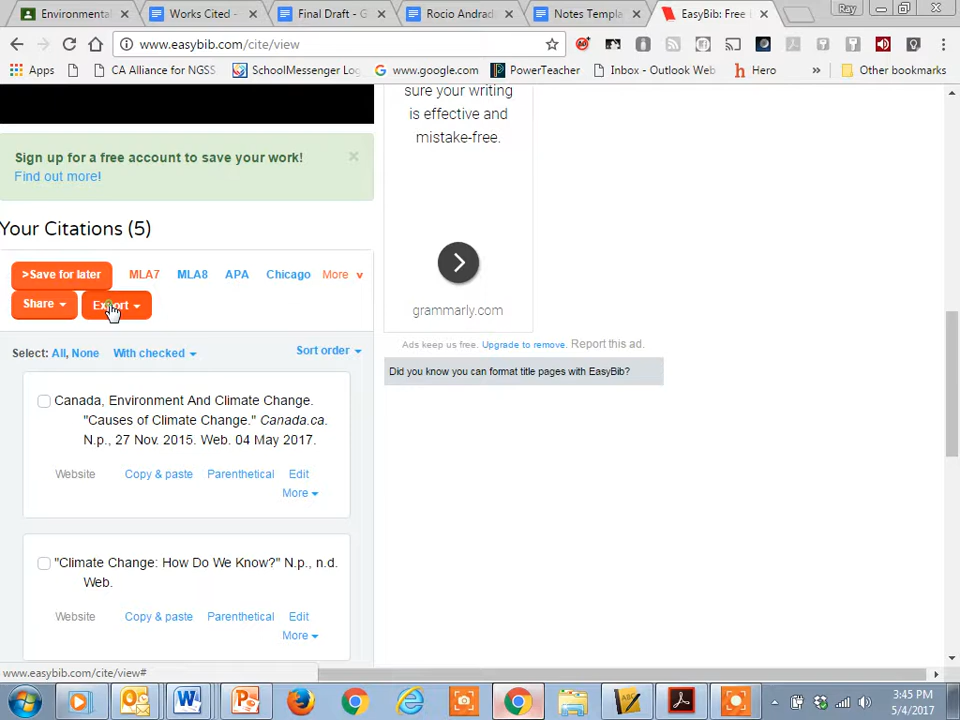 Environmental
Works Cited -
Final Draft - G
Rocio Andrad
Notes Templa
EasyBib: Free B
Ray
www.easybib.com/cite/view
Apps
CA Alliance for NGSS
SchoolMessenger Log
www.google.com
PowerTeacher
Inbox - Outlook Web
Hero
»
Other bookmarks
sure your writing
is effective and
mistake-free.
grammarly.com
Ads keep us free. Upgrade to remove. Report this ad.
Did you know you can format title pages with EasyBib?
Sign up for a free account to save your work!
Find out more!
Your Citations (5)
>Save for later MLA7 MLA8 APA Chicago More v
Share Export
Select: All, None With checked Sort order
Canada, Environment And Climate Change.
"Causes of Climate Change." Canada.ca.
N.p., 27 Nov. 2015. Web. 04 May 2017.
Website Copy & paste Parenthetical Edit
More
"Climate Change: How Do We Know?" N.p., n.d.
Web.
Website Copy & paste Parenthetical Edit
More
www.easybib.com/cite/view#
3:45 PM
5/4/2017